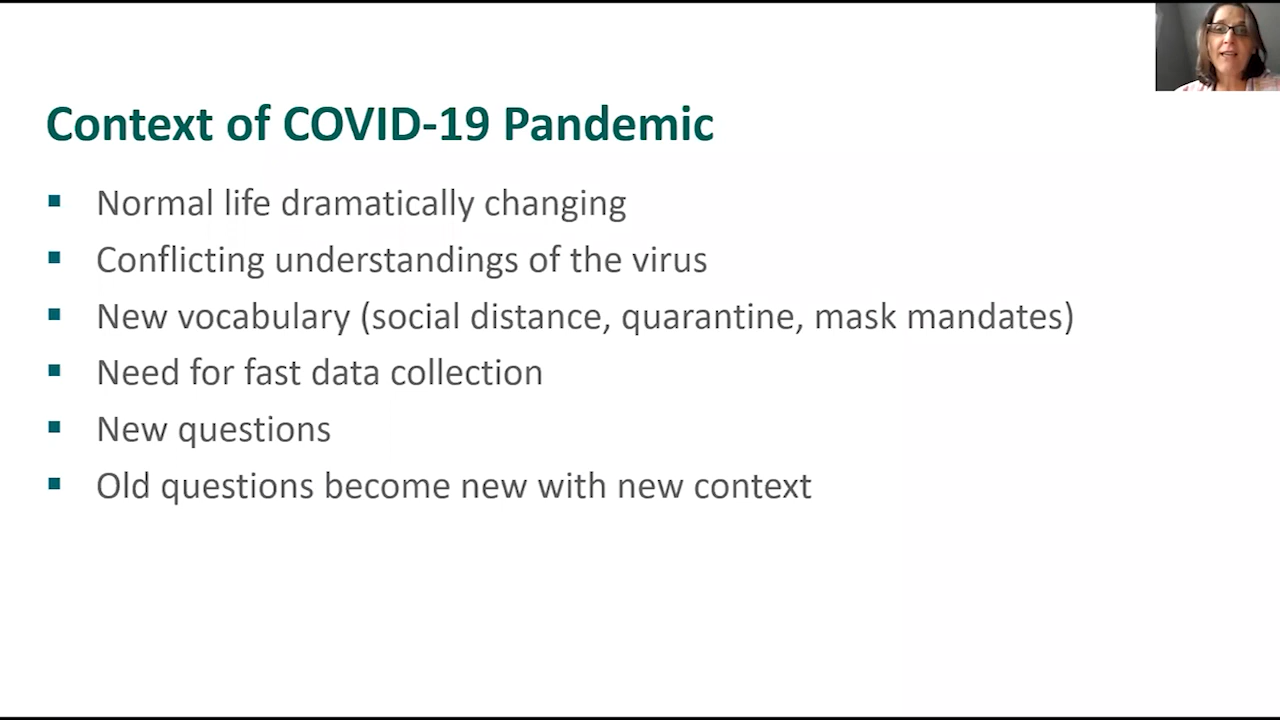 Context of COVID-19 Pandemic
Normal life dramatically changing
Conflicting understandings of the virus
New vocabulary (social distance, quarantine, mask mandates)
Need for fast data collection
New questions
Old questions become new with new context